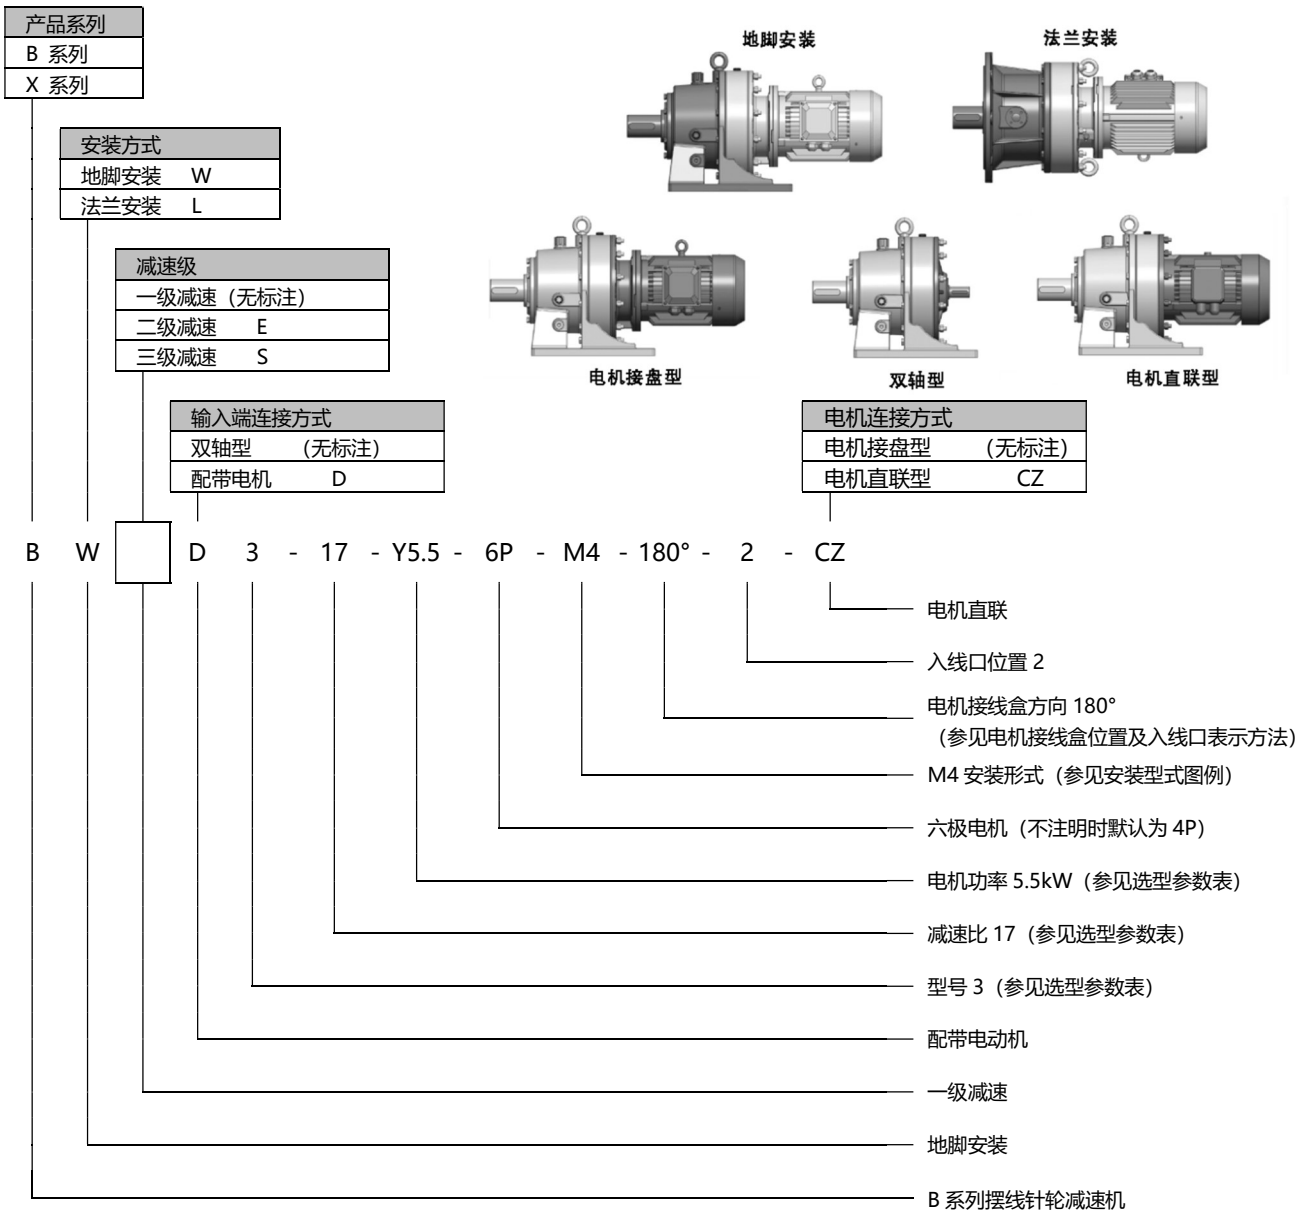 产品系列
B 系列
X 系列
地脚安装
法兰安装
安装方式
地脚安装 W
法兰安装 L
减速级
一级减速（无标注）
二级减速 E
三级减速 S
电机接盘型
双轴型
电机直联型
输入端连接方式
双轴型 （无标注）
配带电机 D
电机连接方式
电机接盘型 （无标注）
电机直联型 CZ
B W D 3 - 17 - Y5.5 - 6P - M4 - 180° - 2 - CZ
电机直联
入线口位置 2
电机接线盒方向 180°
（参见电机接线盒位置及入线口表示方法）
M4 安装形式（参见安装型式图例）
六极电机（不注明时默认为 4P）
电机功率 5.5kW（参见选型参数表）
减速比 17（参见选型参数表）
型号 3（参见选型参数表）
配带电动机
一级减速
地脚安装
B 系列摆线针轮减速机